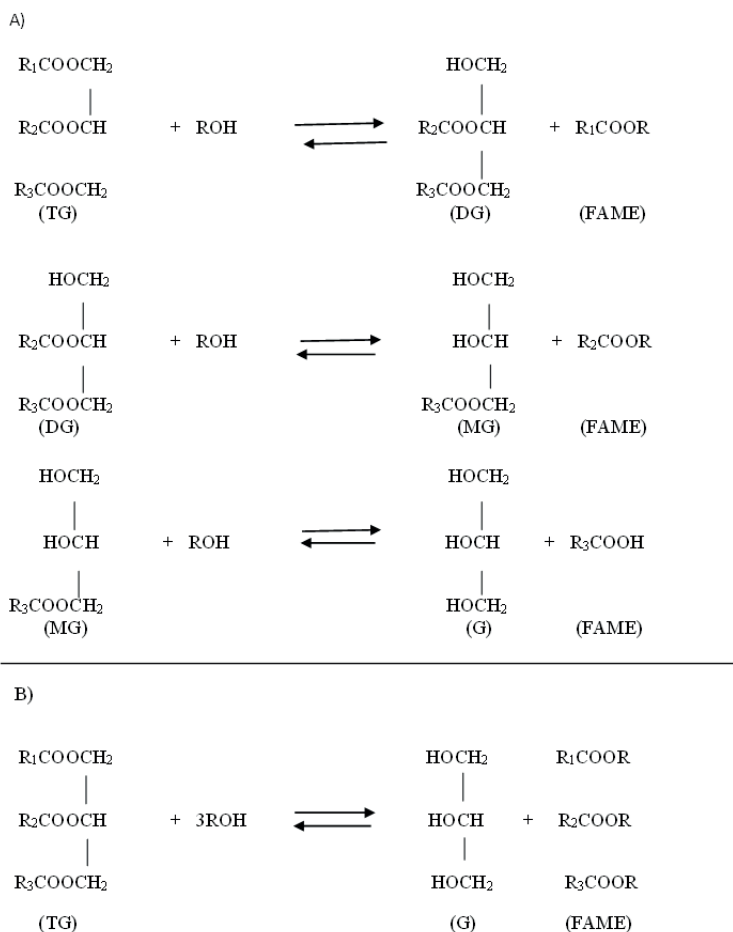 A)
R₁COOCH₂ HOCH₂
R₂COOCH + ROH R₂COOCH + R₁COOR
R₃COOCH₂ R₃COOCH₂
(TG) (DG) (FAME)
HOCH₂ HOCH₂
R₂COOCH + ROH HOCH + R₂COOR
R₃COOCH₂ R₃COOCH₂
(DG) (MG) (FAME)
HOCH₂ HOCH₂
HOCH + ROH HOCH + R₃COOH
R₃COOCH₂ HOCH₂
(MG) (G) (FAME)
B)
R₁COOCH₂ HOCH₂ R₁COOR
R₂COOCH + 3ROH HOCH + R₂COOR
R₃COOCH₂ HOCH₂ R₃COOR
(TG) (G) (FAME)